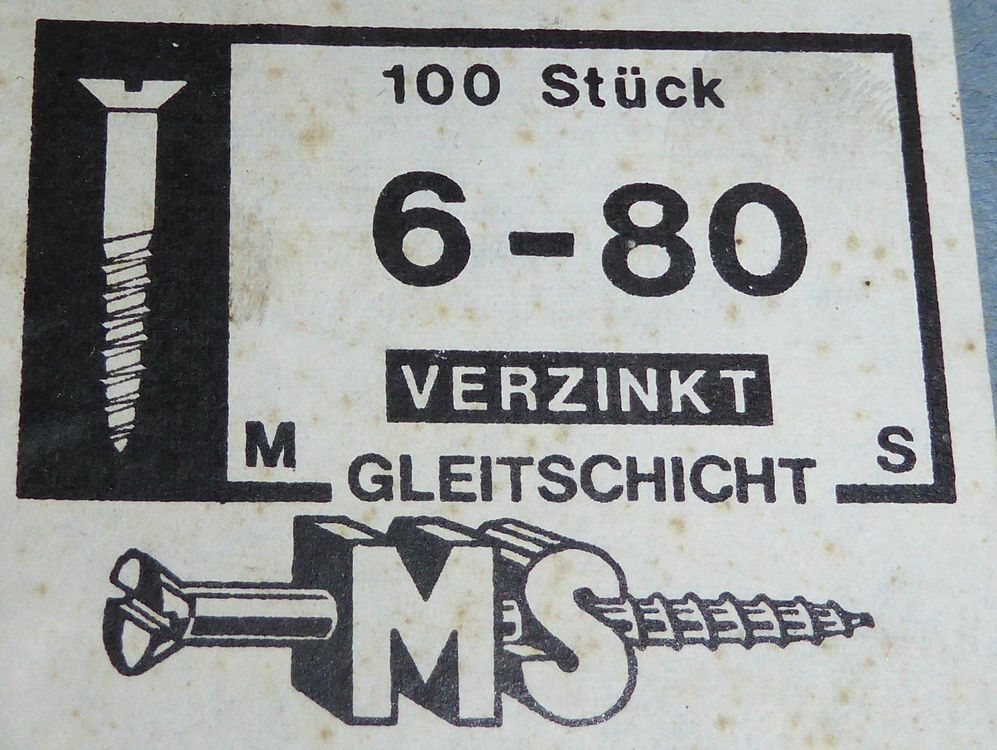 100 Stück
6-80
VERZINKT
M GLEITSCHICHT S
MS